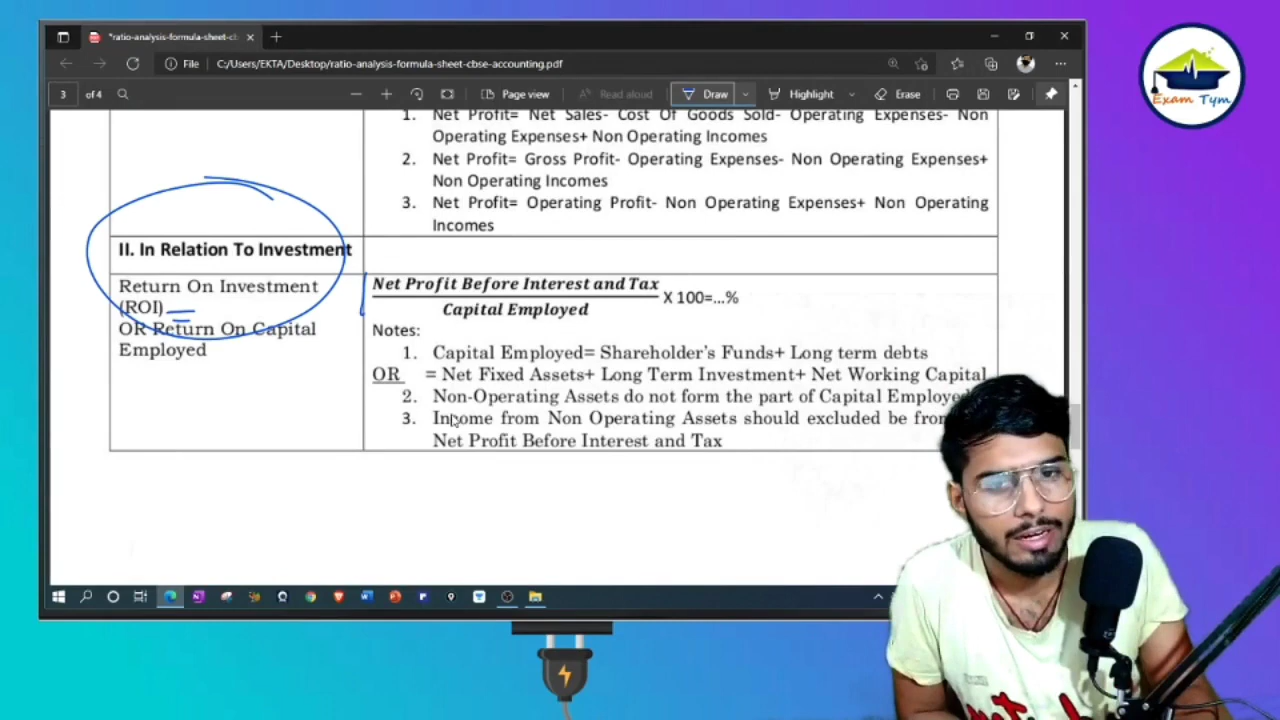 *ratio-analysis-formula-sheet-cb
File
C:/Users/EKTA/Desktop/ratio-analysis-formula-sheet-cbse-accounting.pdf
3 of 4
Page view
Read aloud
Draw
Highlight
Erase
Exam Tym
1. Net Profit= Net Sales- Cost Of Goods Sold- Operating Expenses- Non
Operating Expenses+ Non Operating Incomes
2. Net Profit= Gross Profit- Operating Expenses- Non Operating Expenses+
Non Operating Incomes
3. Net Profit= Operating Profit- Non Operating Expenses+ Non Operating
Incomes
II. In Relation To Investment
Return On Investment
(ROI)
OR Return On Capital
Employed
Net Profit Before Interest and Tax
Capital Employed
X 100=...%
Notes:
1. Capital Employed= Shareholder's Funds+ Long term debts
OR = Net Fixed Assets+ Long Term Investment+ Net Working Capital
2. Non-Operating Assets do not form the part of Capital Employed
3. Income from Non Operating Assets should excluded be from
Net Profit Before Interest and Tax